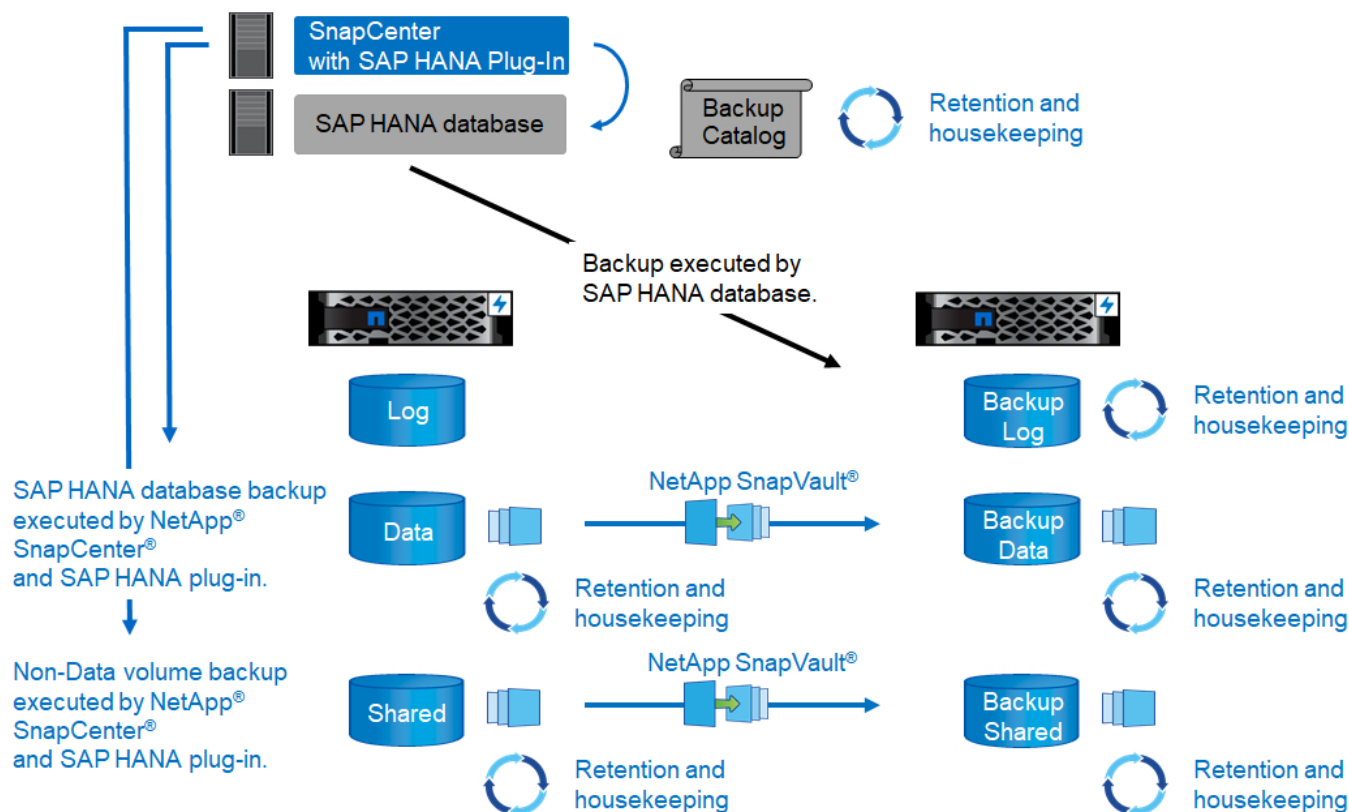 SnapCenter
with SAP HANA Plug-In
SAP HANA database
Backup
Catalog
Retention and
housekeeping
Backup executed by
SAP HANA database.
Log
Backup
Log
Retention and
housekeeping
SAP HANA database backup
executed by NetApp®
SnapCenter®
and SAP HANA plug-in.
Data
NetApp SnapVault®
Backup
Data
Retention and
housekeeping
Retention and
housekeeping
Non-Data volume backup
executed by NetApp®
SnapCenter®
and SAP HANA plug-in.
Shared
NetApp SnapVault®
Backup
Shared
Retention and
housekeeping
Retention and
housekeeping